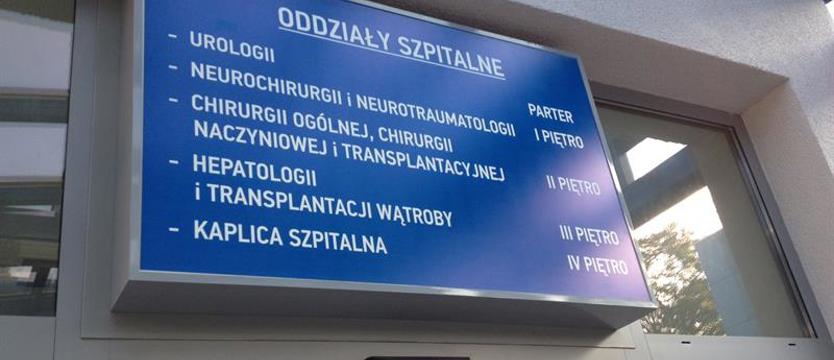 ODDZIAŁY SZPITALNE
- UROLOGII PARTER
- NEUROCHIRURGII i NEUROTRAUMATOLOGII I PIĘTRO
- CHIRURGII OGÓLNEJ, CHIRURGII
NACZYNIOWEJ i TRANSPLANTACYJNEJ II PIĘTRO
- HEPATOLOGII
i TRANSPLANTACJI WĄTROBY III PIĘTRO
- KAPLICA SZPITALNA IV PIĘTRO